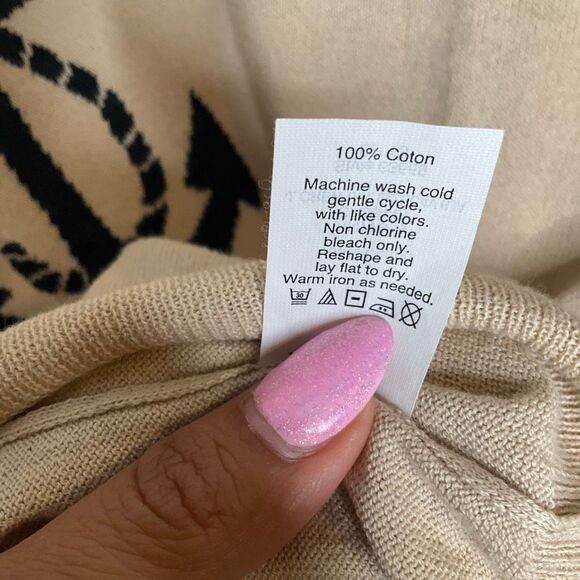 100% Coton
Machine wash cold
gentle cycle,
with like colors.
Non chlorine
bleach only.
Reshape and
lay flat to dry.
Warm iron as needed.
30